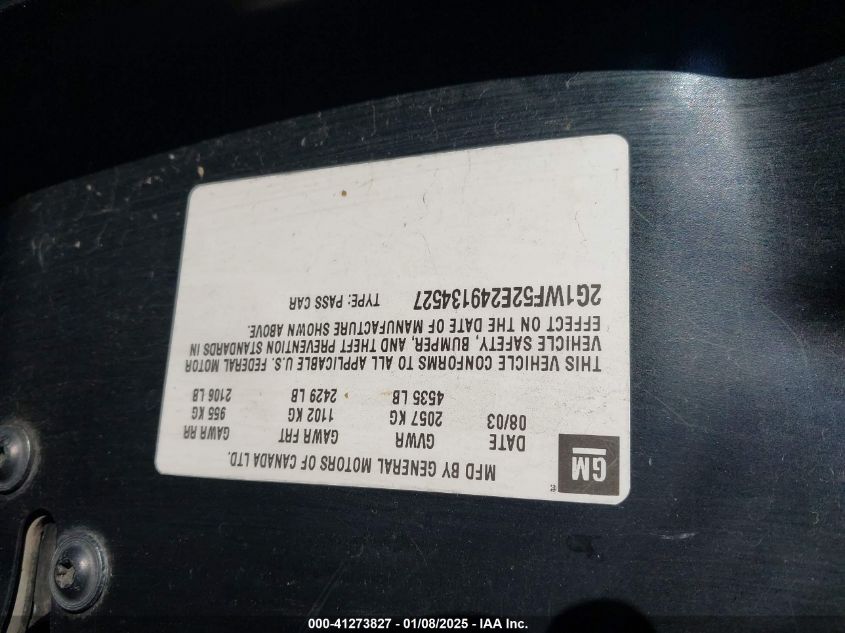 GM
MFD BY GENERAL MOTORS OF CANADA LTD.
DATE GVWR GAWR FRT GAWR RR
08/03 2057 KG 1102 KG 955 KG
4535 LB 2429 LB 2106 LB
THIS VEHICLE CONFORMS TO ALL APPLICABLE U.S. FEDERAL MOTOR
VEHICLE SAFETY, BUMPER, AND THEFT PREVENTION STANDARDS IN
EFFECT ON THE DATE OF MANUFACTURE SHOWN ABOVE.
2G1WF52E249134527 TYPE: PASS CAR
000-41273827 - 01/08/2025 - IAA Inc.